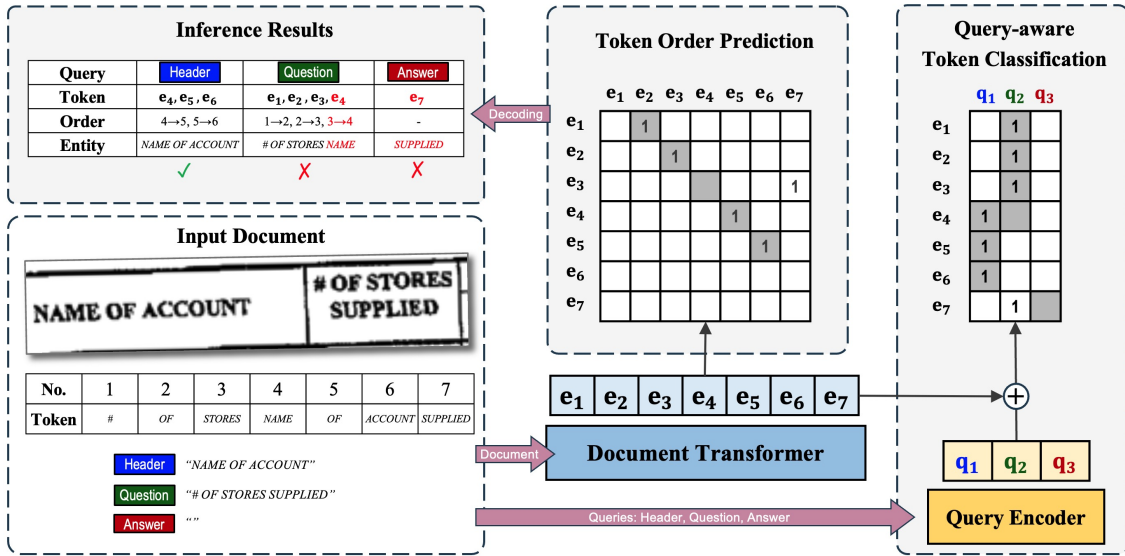 Inference Results
Query Header Question Answer
Token e₄, e₅, e₆ e₁, e₂, e₃, e₄ e₇
Order 4→5, 5→6 1→2, 2→3, 3→4 -
Entity NAME OF ACCOUNT # OF STORES NAME SUPPLIED
✓ ✗ ✗
Input Document
NAME OF ACCOUNT
# OF STORES
SUPPLIED
No. 1 2 3 4 5 6 7
Token # OF STORES NAME OF ACCOUNT SUPPLIED
Header “NAME OF ACCOUNT”
Question “# OF STORES SUPPLIED”
Answer “”
Decoding
Document
Queries: Header, Question, Answer
Token Order Prediction
e₁ e₂ e₃ e₄ e₅ e₆ e₇
e₁ 1
e₂ 1
e₃ 1
e₄ 1
e₅ 1
e₆
e₇
e₁ e₂ e₃ e₄ e₅ e₆ e₇
Document Transformer
Query-aware
Token Classification
q₁ q₂ q₃
e₁ 1
e₂ 1
e₃ 1
e₄ 1
e₅ 1
e₆ 1
e₇ 1
+
q₁ q₂ q₃
Query Encoder